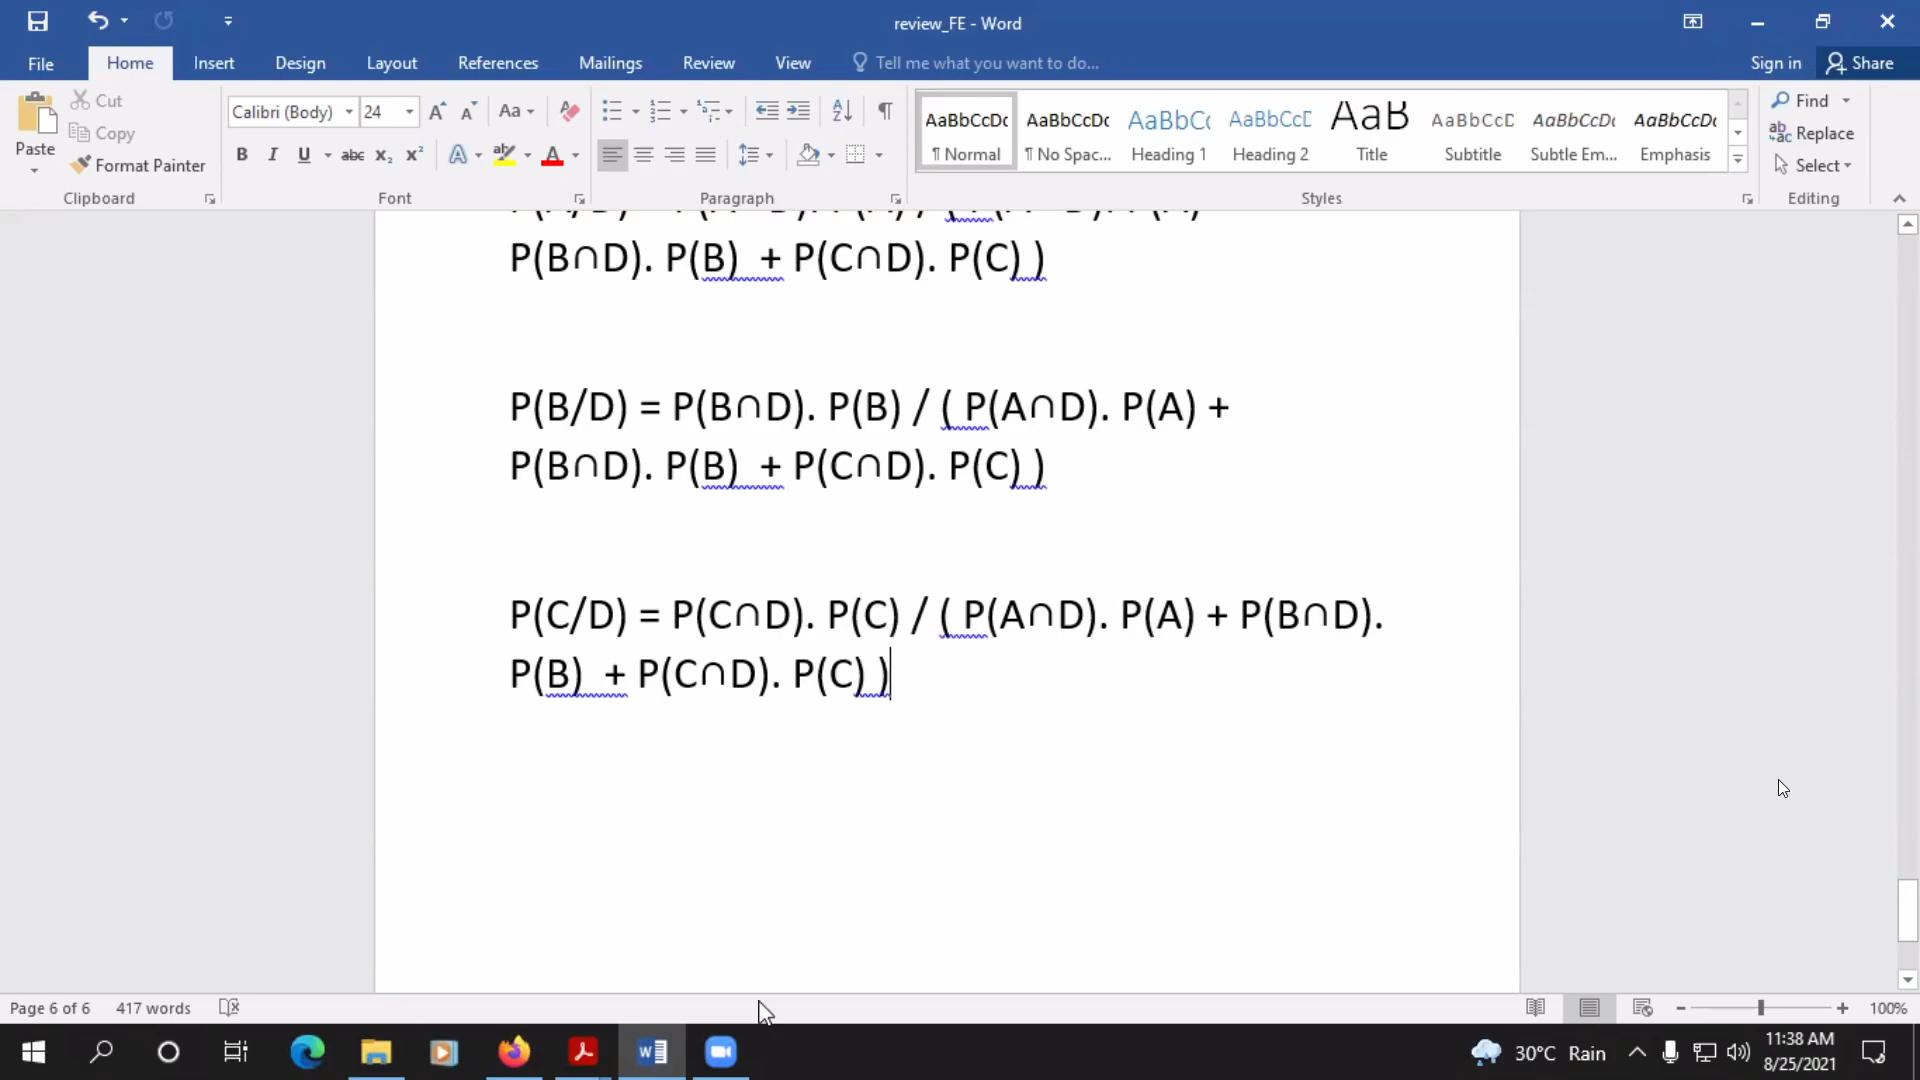 review_FE - Word
File Home Insert Design Layout References Mailings Review View Tell me what you want to do... Sign in Share
Cut
Copy
Format Painter
Paste
Clipboard
Calibri (Body) 24
Font
Paragraph
AaBbCcDc AaBbCcDc AaBbC( AaBbCcC AaB AaBbCcC AaBbCcDc AaBbCcDc
¶ Normal ¶ No Spac... Heading 1 Heading 2 Title Subtitle Subtle Em... Emphasis
Styles
Find
Replace
Select
Editing
P(B∩D). P(B)  + P(C∩D). P(C) )
P(B/D) = P(B∩D). P(B) / ( P(A∩D). P(A) +
P(B∩D). P(B)  + P(C∩D). P(C) )
P(C/D) = P(C∩D). P(C) / ( P(A∩D). P(A) + P(B∩D).
P(B)  + P(C∩D). P(C) )
Page 6 of 6 417 words 100%
30°C Rain
11:38 AM
8/25/2021